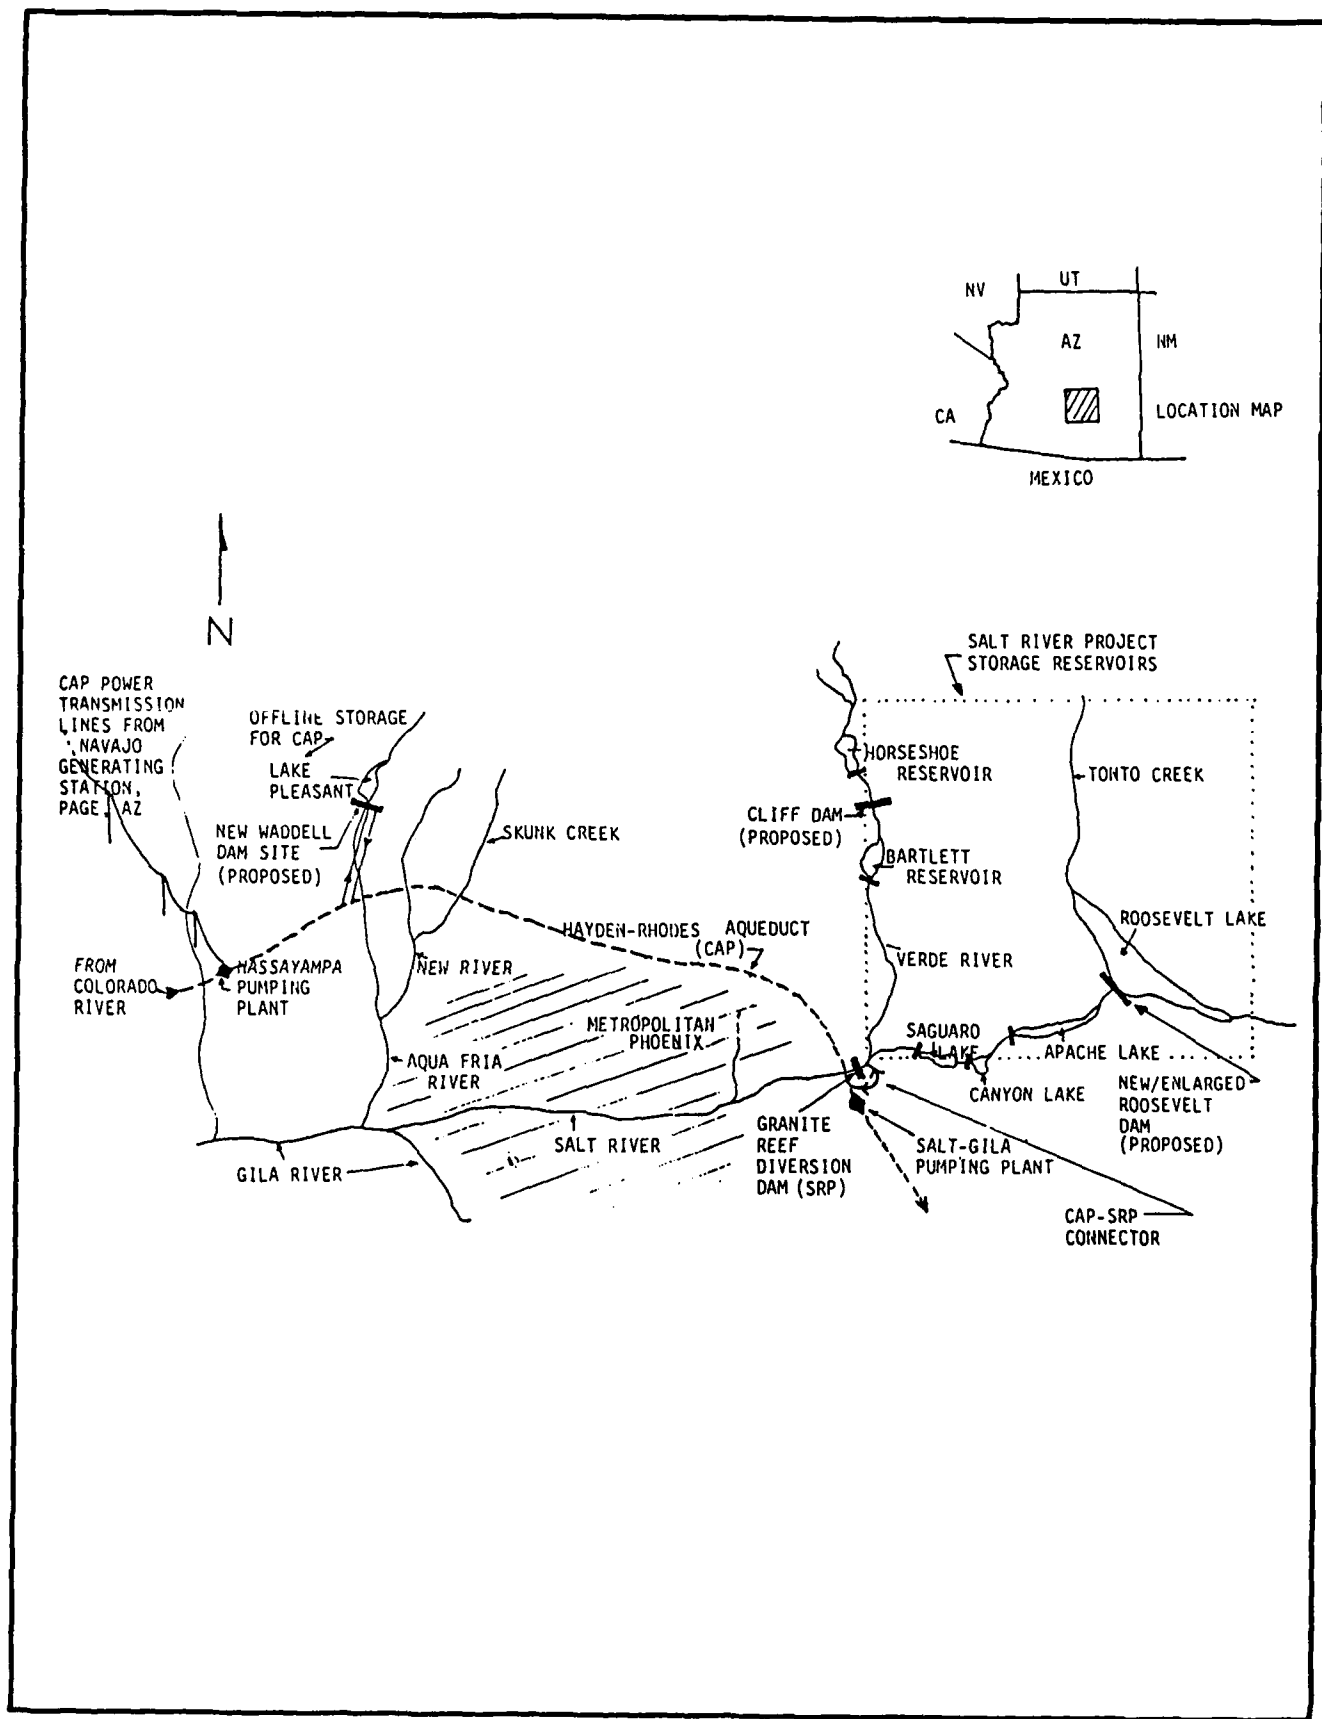 NV
UT
AZ
NM
CA
LOCATION MAP
MEXICO
N
SALT RIVER PROJECT
STORAGE RESERVOIRS
CAP POWER
TRANSMISSION
LINES FROM
NAVAJO
GENERATING
STATION,
PAGE, AZ
OFFLINE STORAGE
FOR CAP
LAKE
PLEASANT
NEW WADDELL
DAM SITE
(PROPOSED)
SKUNK CREEK
HORSESHOE
RESERVOIR
TONTO CREEK
CLIFF DAM
(PROPOSED)
BARTLETT
RESERVOIR
ROOSEVELT LAKE
HAYDEN-RHODES AQUEDUCT
(CAP)
VERDE RIVER
FROM
COLORADO
RIVER
HASSAYAMPA
PUMPING
PLANT
NEW RIVER
METROPOLITAN
PHOENIX
SAGUARO
LAKE
APACHE LAKE
CANYON LAKE
AQUA FRIA
RIVER
NEW/ENLARGED
ROOSEVELT
DAM
(PROPOSED)
GILA RIVER
SALT RIVER
GRANITE
REEF
DIVERSION
DAM (SRP)
SALT-GILA
PUMPING PLANT
CAP-SRP
CONNECTOR